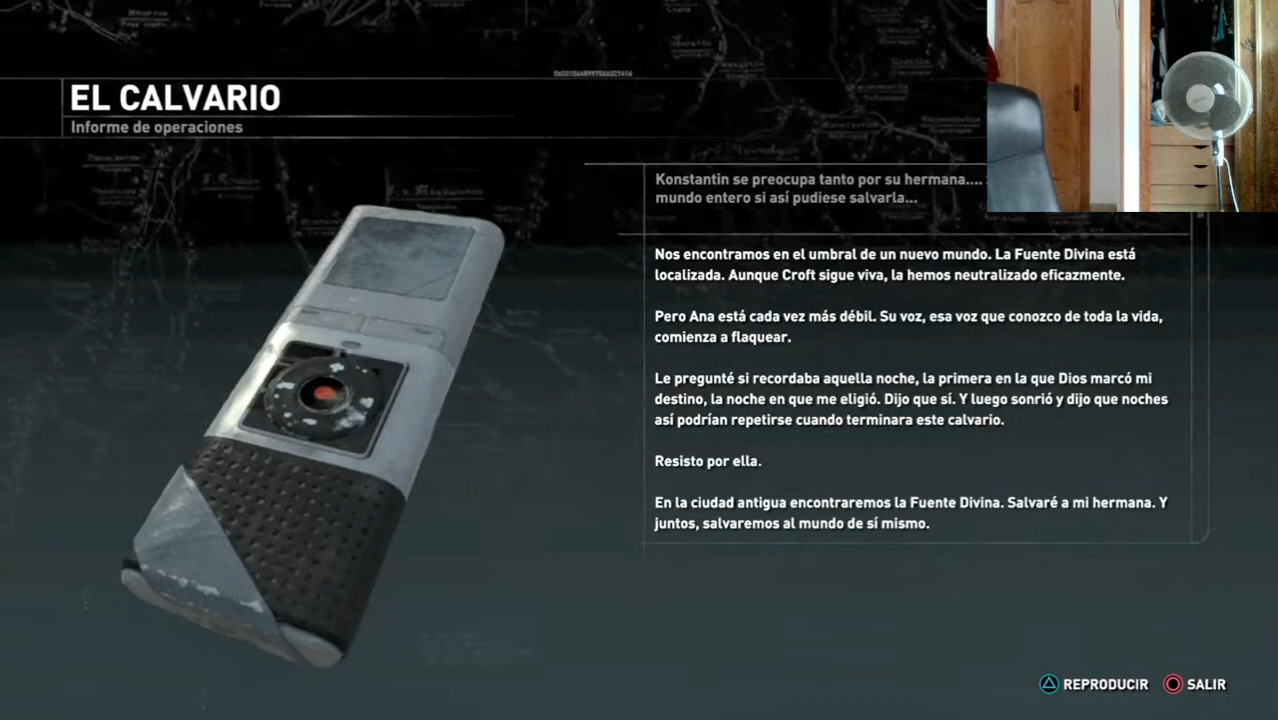 EL CALVARIO
Informe de operaciones
Konstantin se preocupa tanto por su hermana....
mundo entero si así pudiese salvarla...
Nos encontramos en el umbral de un nuevo mundo. La Fuente Divina está
localizada. Aunque Croft sigue viva, la hemos neutralizado eficazmente.
Pero Ana está cada vez más débil. Su voz, esa voz que conozco de toda la vida,
comienza a flaquear.
Le pregunté si recordaba aquella noche, la primera en la que Dios marcó mi
destino, la noche en que me eligió. Dijo que sí. Y luego sonrió y dijo que noches
así podrían repetirse cuando terminara este calvario.
Resisto por ella.
En la ciudad antigua encontraremos la Fuente Divina. Salvaré a mi hermana. Y
juntos, salvaremos al mundo de sí mismo.
REPRODUCIR
SALIR